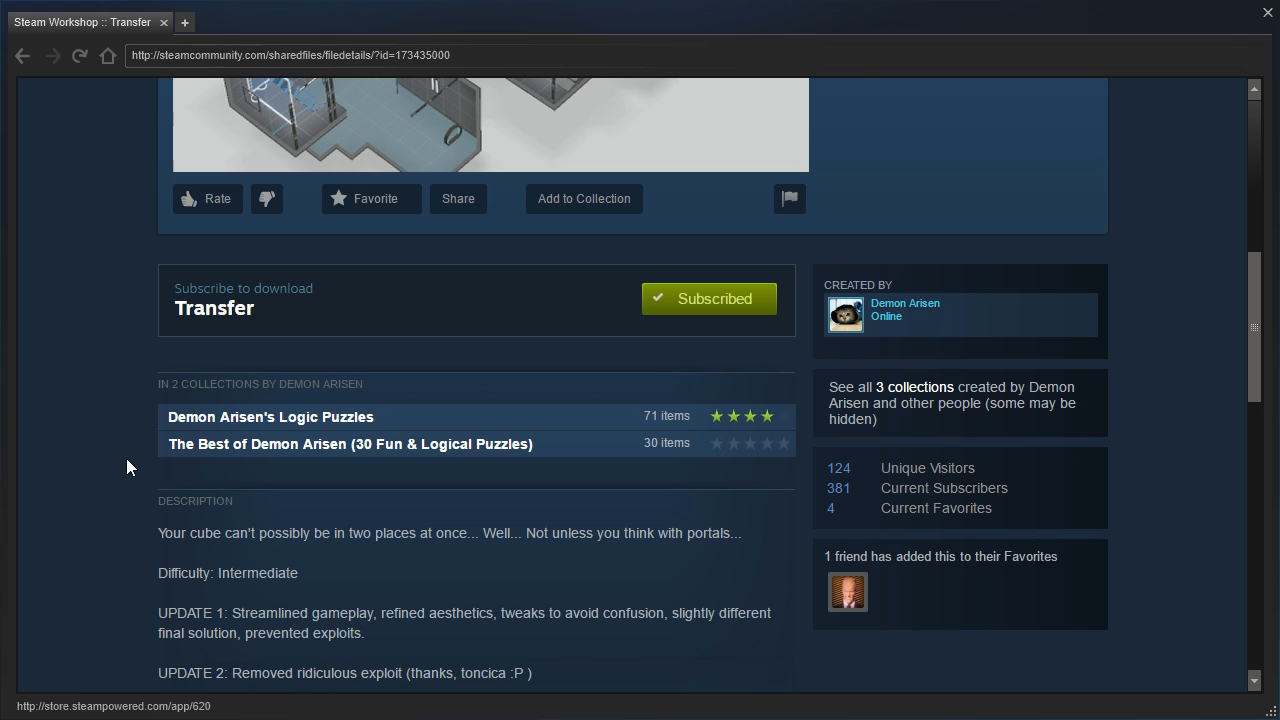 Steam Workshop :: Transfer
http://steamcommunity.com/sharedfiles/filedetails/?id=173435000
Rate
Favorite
Share
Add to Collection
Subscribe to download
Transfer
Subscribed
IN 2 COLLECTIONS BY DEMON ARISEN
Demon Arisen's Logic Puzzles 71 items
The Best of Demon Arisen (30 Fun & Logical Puzzles) 30 items
DESCRIPTION
Your cube can't possibly be in two places at once... Well... Not unless you think with portals...
Difficulty: Intermediate
UPDATE 1: Streamlined gameplay, refined aesthetics, tweaks to avoid confusion, slightly different
final solution, prevented exploits.
UPDATE 2: Removed ridiculous exploit (thanks, toncica :P )
CREATED BY
Demon Arisen
Online
See all 3 collections created by Demon
Arisen and other people (some may be
hidden)
124 Unique Visitors
381 Current Subscribers
4 Current Favorites
1 friend has added this to their Favorites
http://store.steampowered.com/app/620